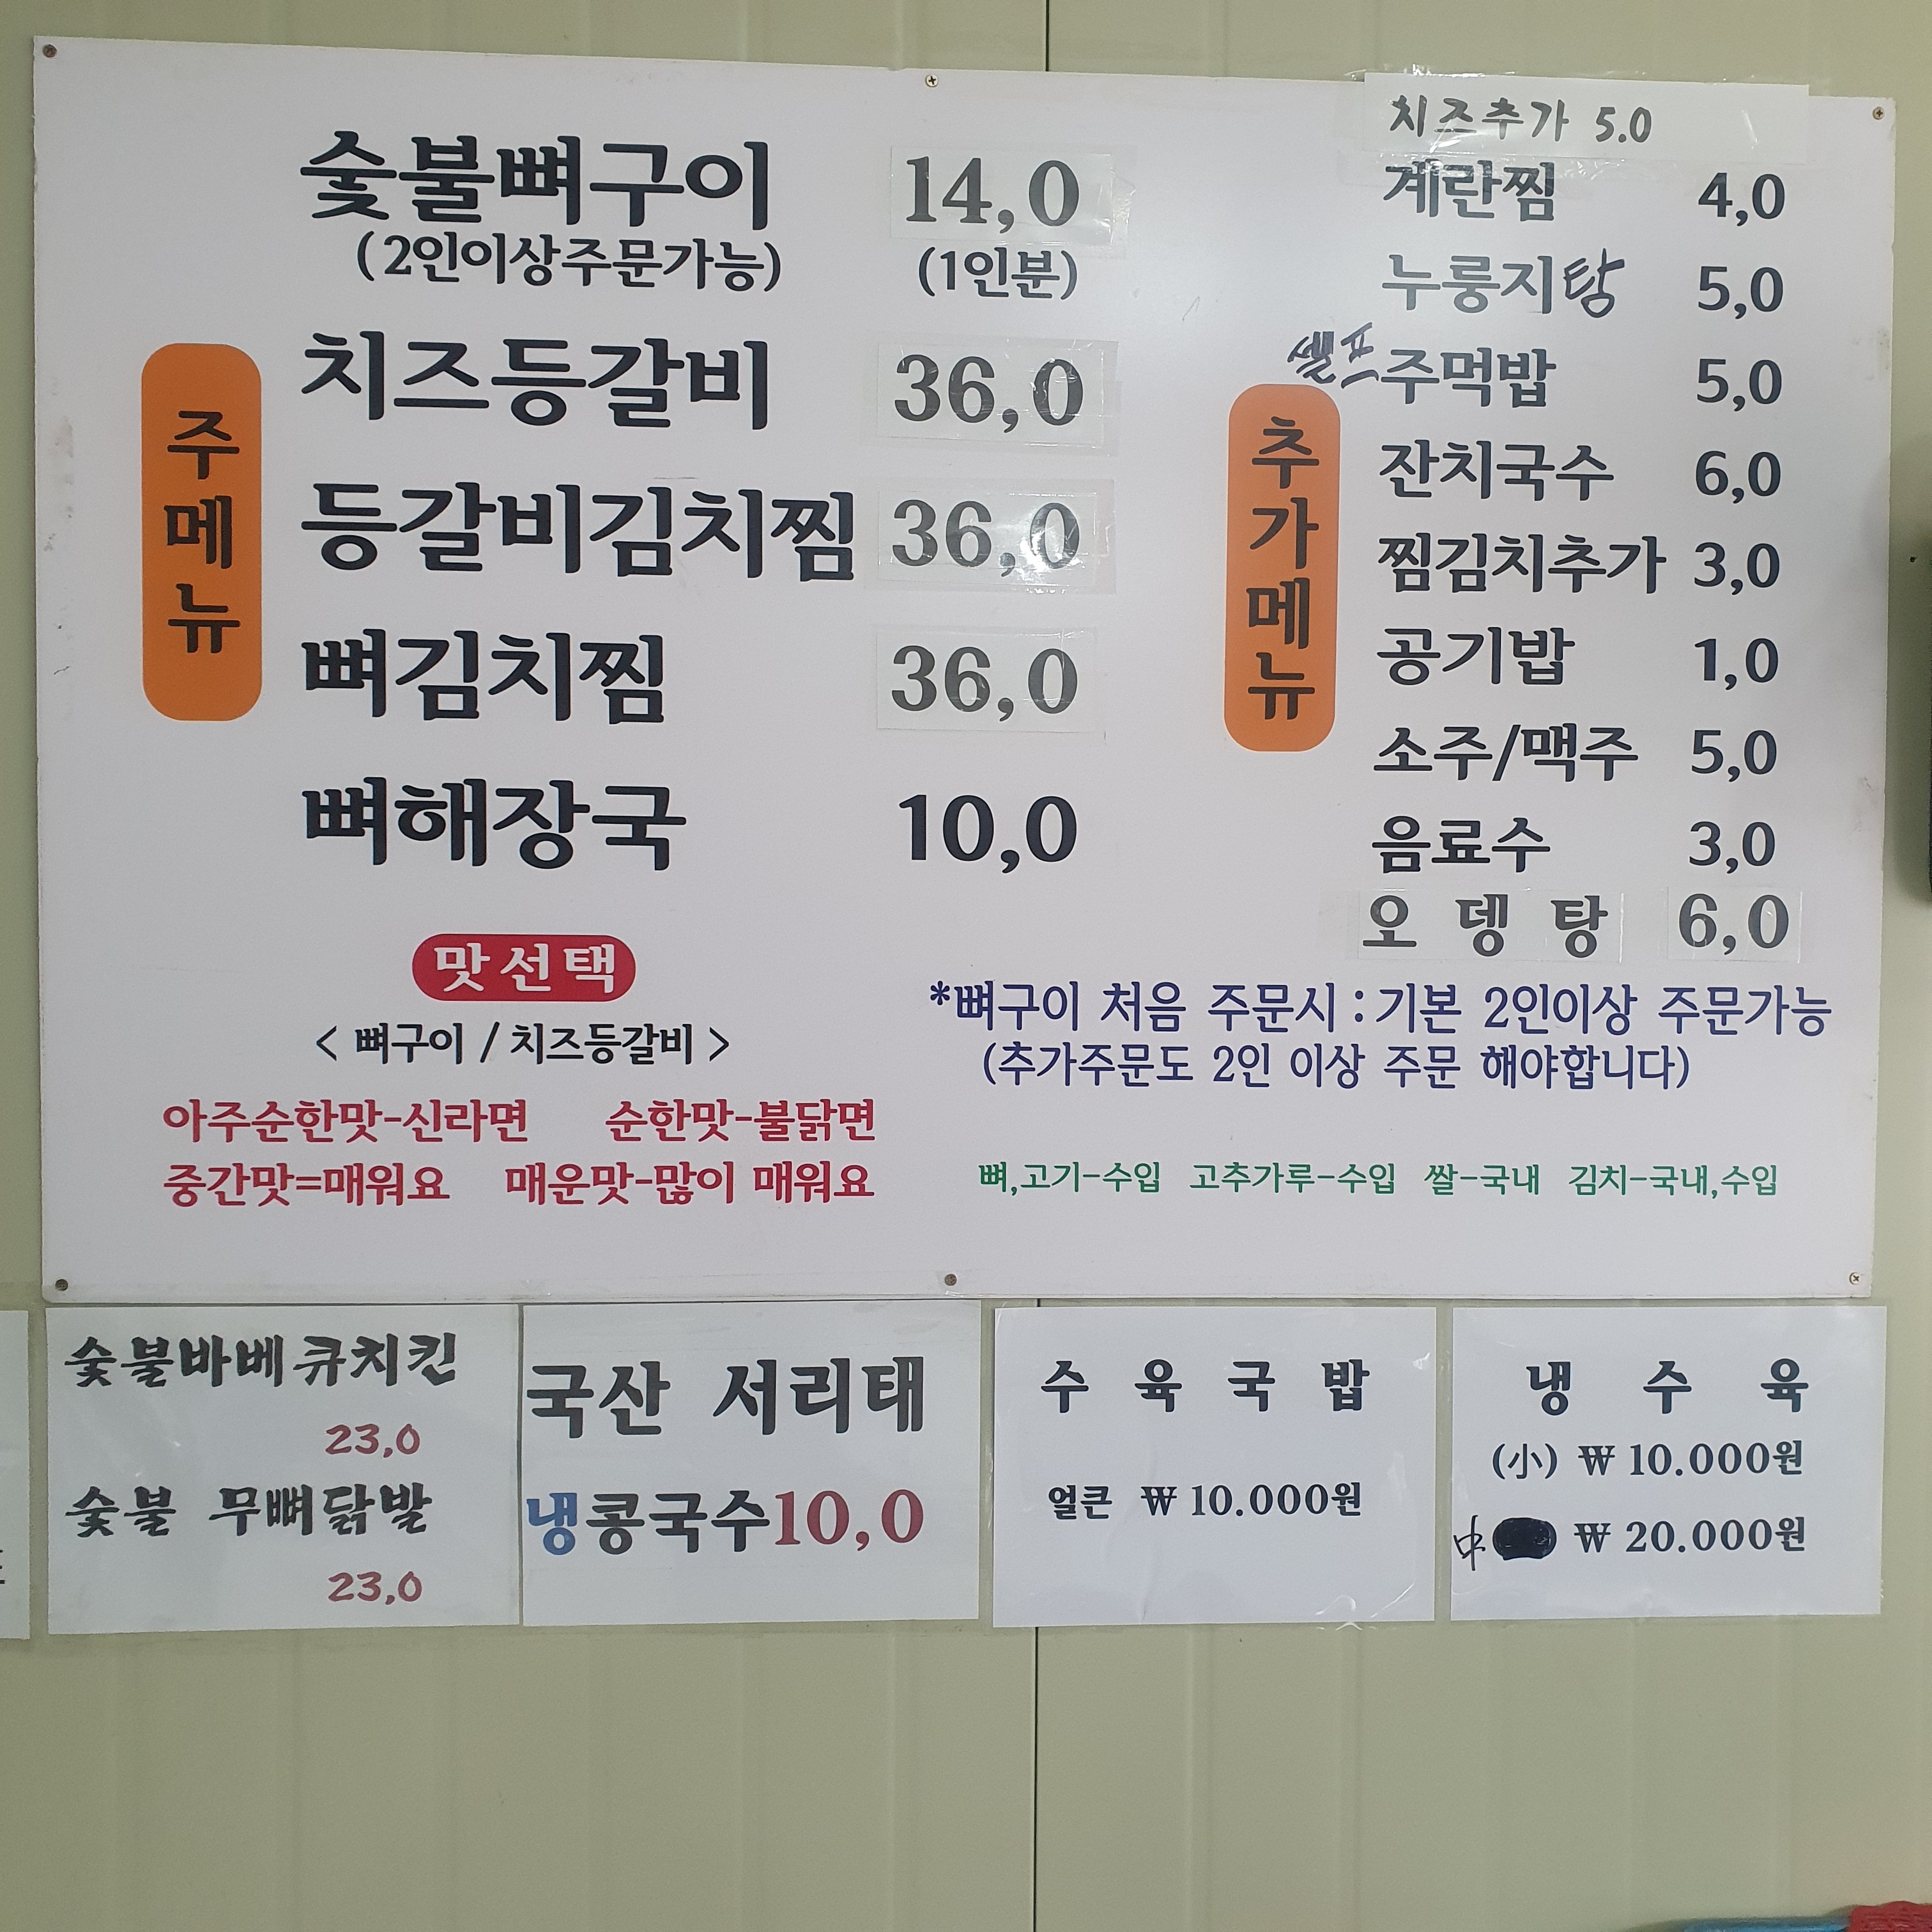 주메뉴
숯불뼈구이 14,0
(2인이상주문가능) (1인분)
치즈등갈비 36,0
등갈비김치찜 36,0
뼈김치찜 36,0
뼈해장국 10,0
맛선택
< 뼈구이 / 치즈등갈비 >
아주순한맛-신라면 순한맛-불닭면
중간맛=매워요 매운맛-많이 매워요
추가메뉴
치즈추가 5.0
계란찜 4,0
누룽지탕 5,0
셀프 주먹밥 5,0
잔치국수 6,0
찜김치추가 3,0
공기밥 1,0
소주/맥주 5,0
음료수 3,0
오뎅탕 6,0
*뼈구이 처음 주문시 : 기본 2인이상 주문가능
(추가주문도 2인 이상 주문 해야합니다)
뼈,고기-수입 고추가루-수입 쌀-국내 김치-국내,수입
숯불바베큐치킨
23,0
숯불 무뼈닭발
23,0
국산 서리태
냉콩국수10,0
수육국밥
얼큰 ₩ 10.000원
냉수육
(小) ₩ 10.000원
中 ₩ 20.000원